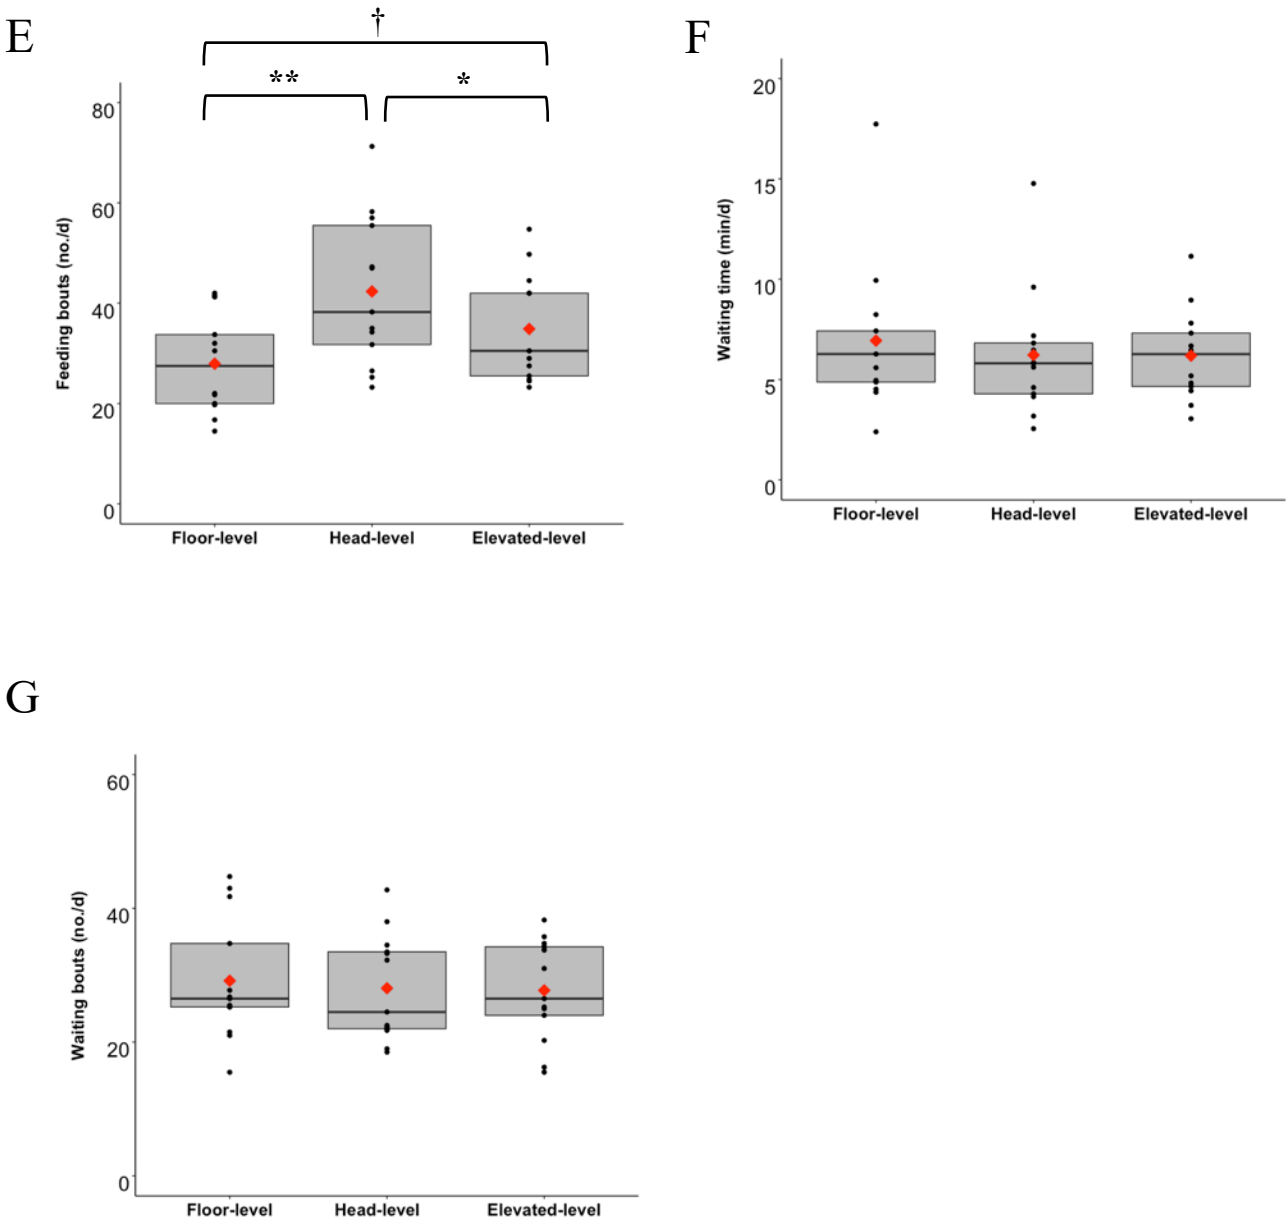 E
†
**
*
80
60
40
20
0
Feeding bouts (no./d)
Floor-level Head-level Elevated-level
F
20
15
10
5
0
Waiting time (min/d)
Floor-level Head-level Elevated-level
G
60
40
20
0
Waiting bouts (no./d)
Floor-level Head-level Elevated-level